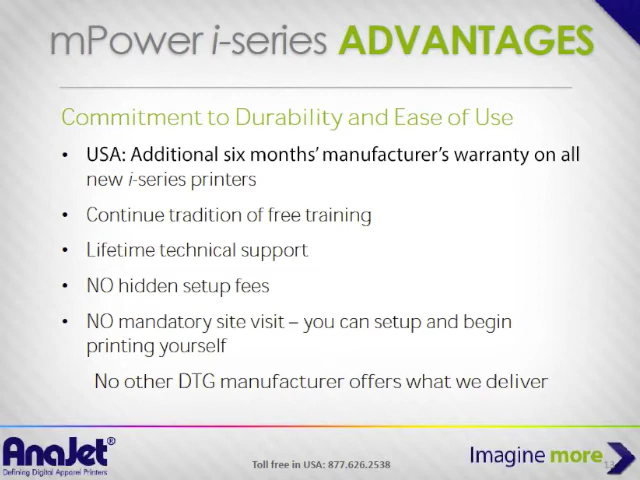 mPower i-series ADVANTAGES
Commitment to Durability and Ease of Use
• USA: Additional six months' manufacturer's warranty on all
new i-series printers
• Continue tradition of free training
• Lifetime technical support
• NO hidden setup fees
• NO mandatory site visit – you can setup and begin
printing yourself
No other DTG manufacturer offers what we deliver
AnaJet®
Defining Digital Apparel Printers
Toll free in USA: 877.626.2538
Imagine more
13